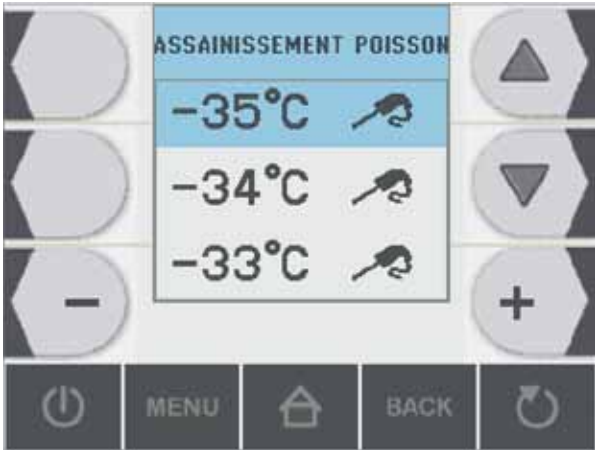 ASSAINISSEMENT POISSON
-35°C
-34°C
-33°C
- +
MENU BACK